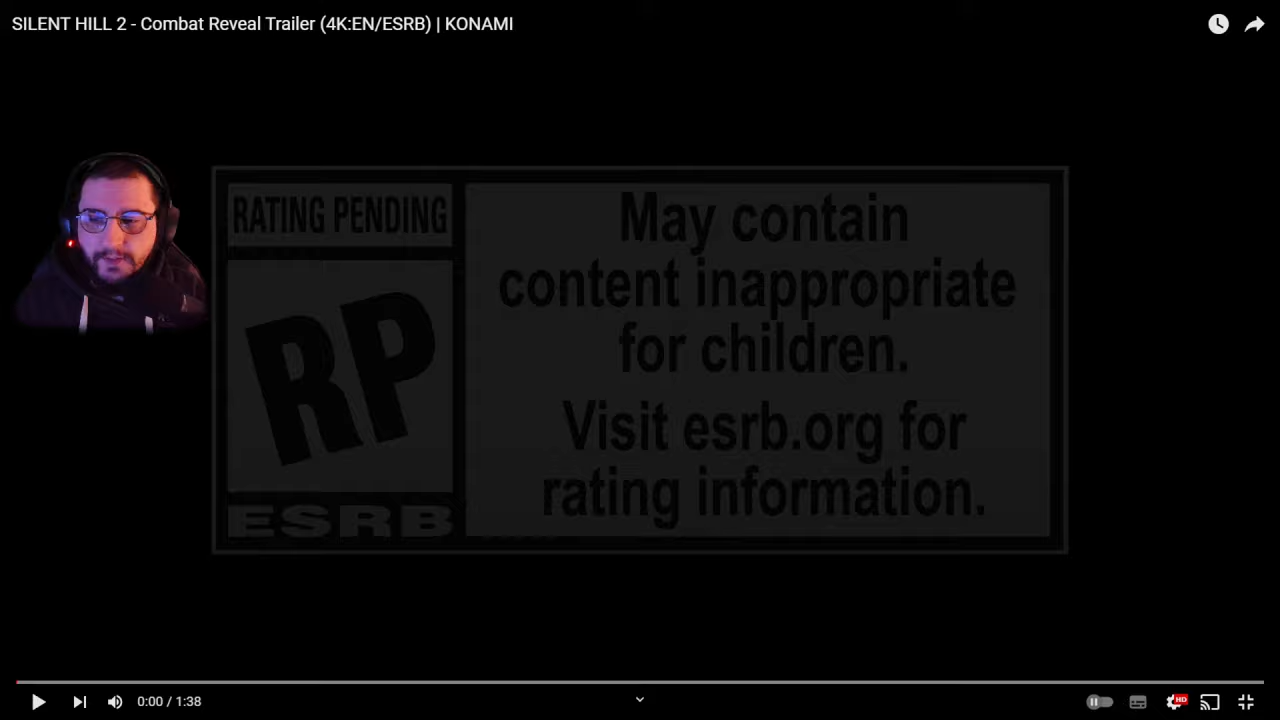 SILENT HILL 2 - Combat Reveal Trailer (4K:EN/ESRB) | KONAMI
RATING PENDING
RP
ESRB
May contain
content inappropriate
for children.
Visit esrb.org for
rating information.
0:00 / 1:38
HD